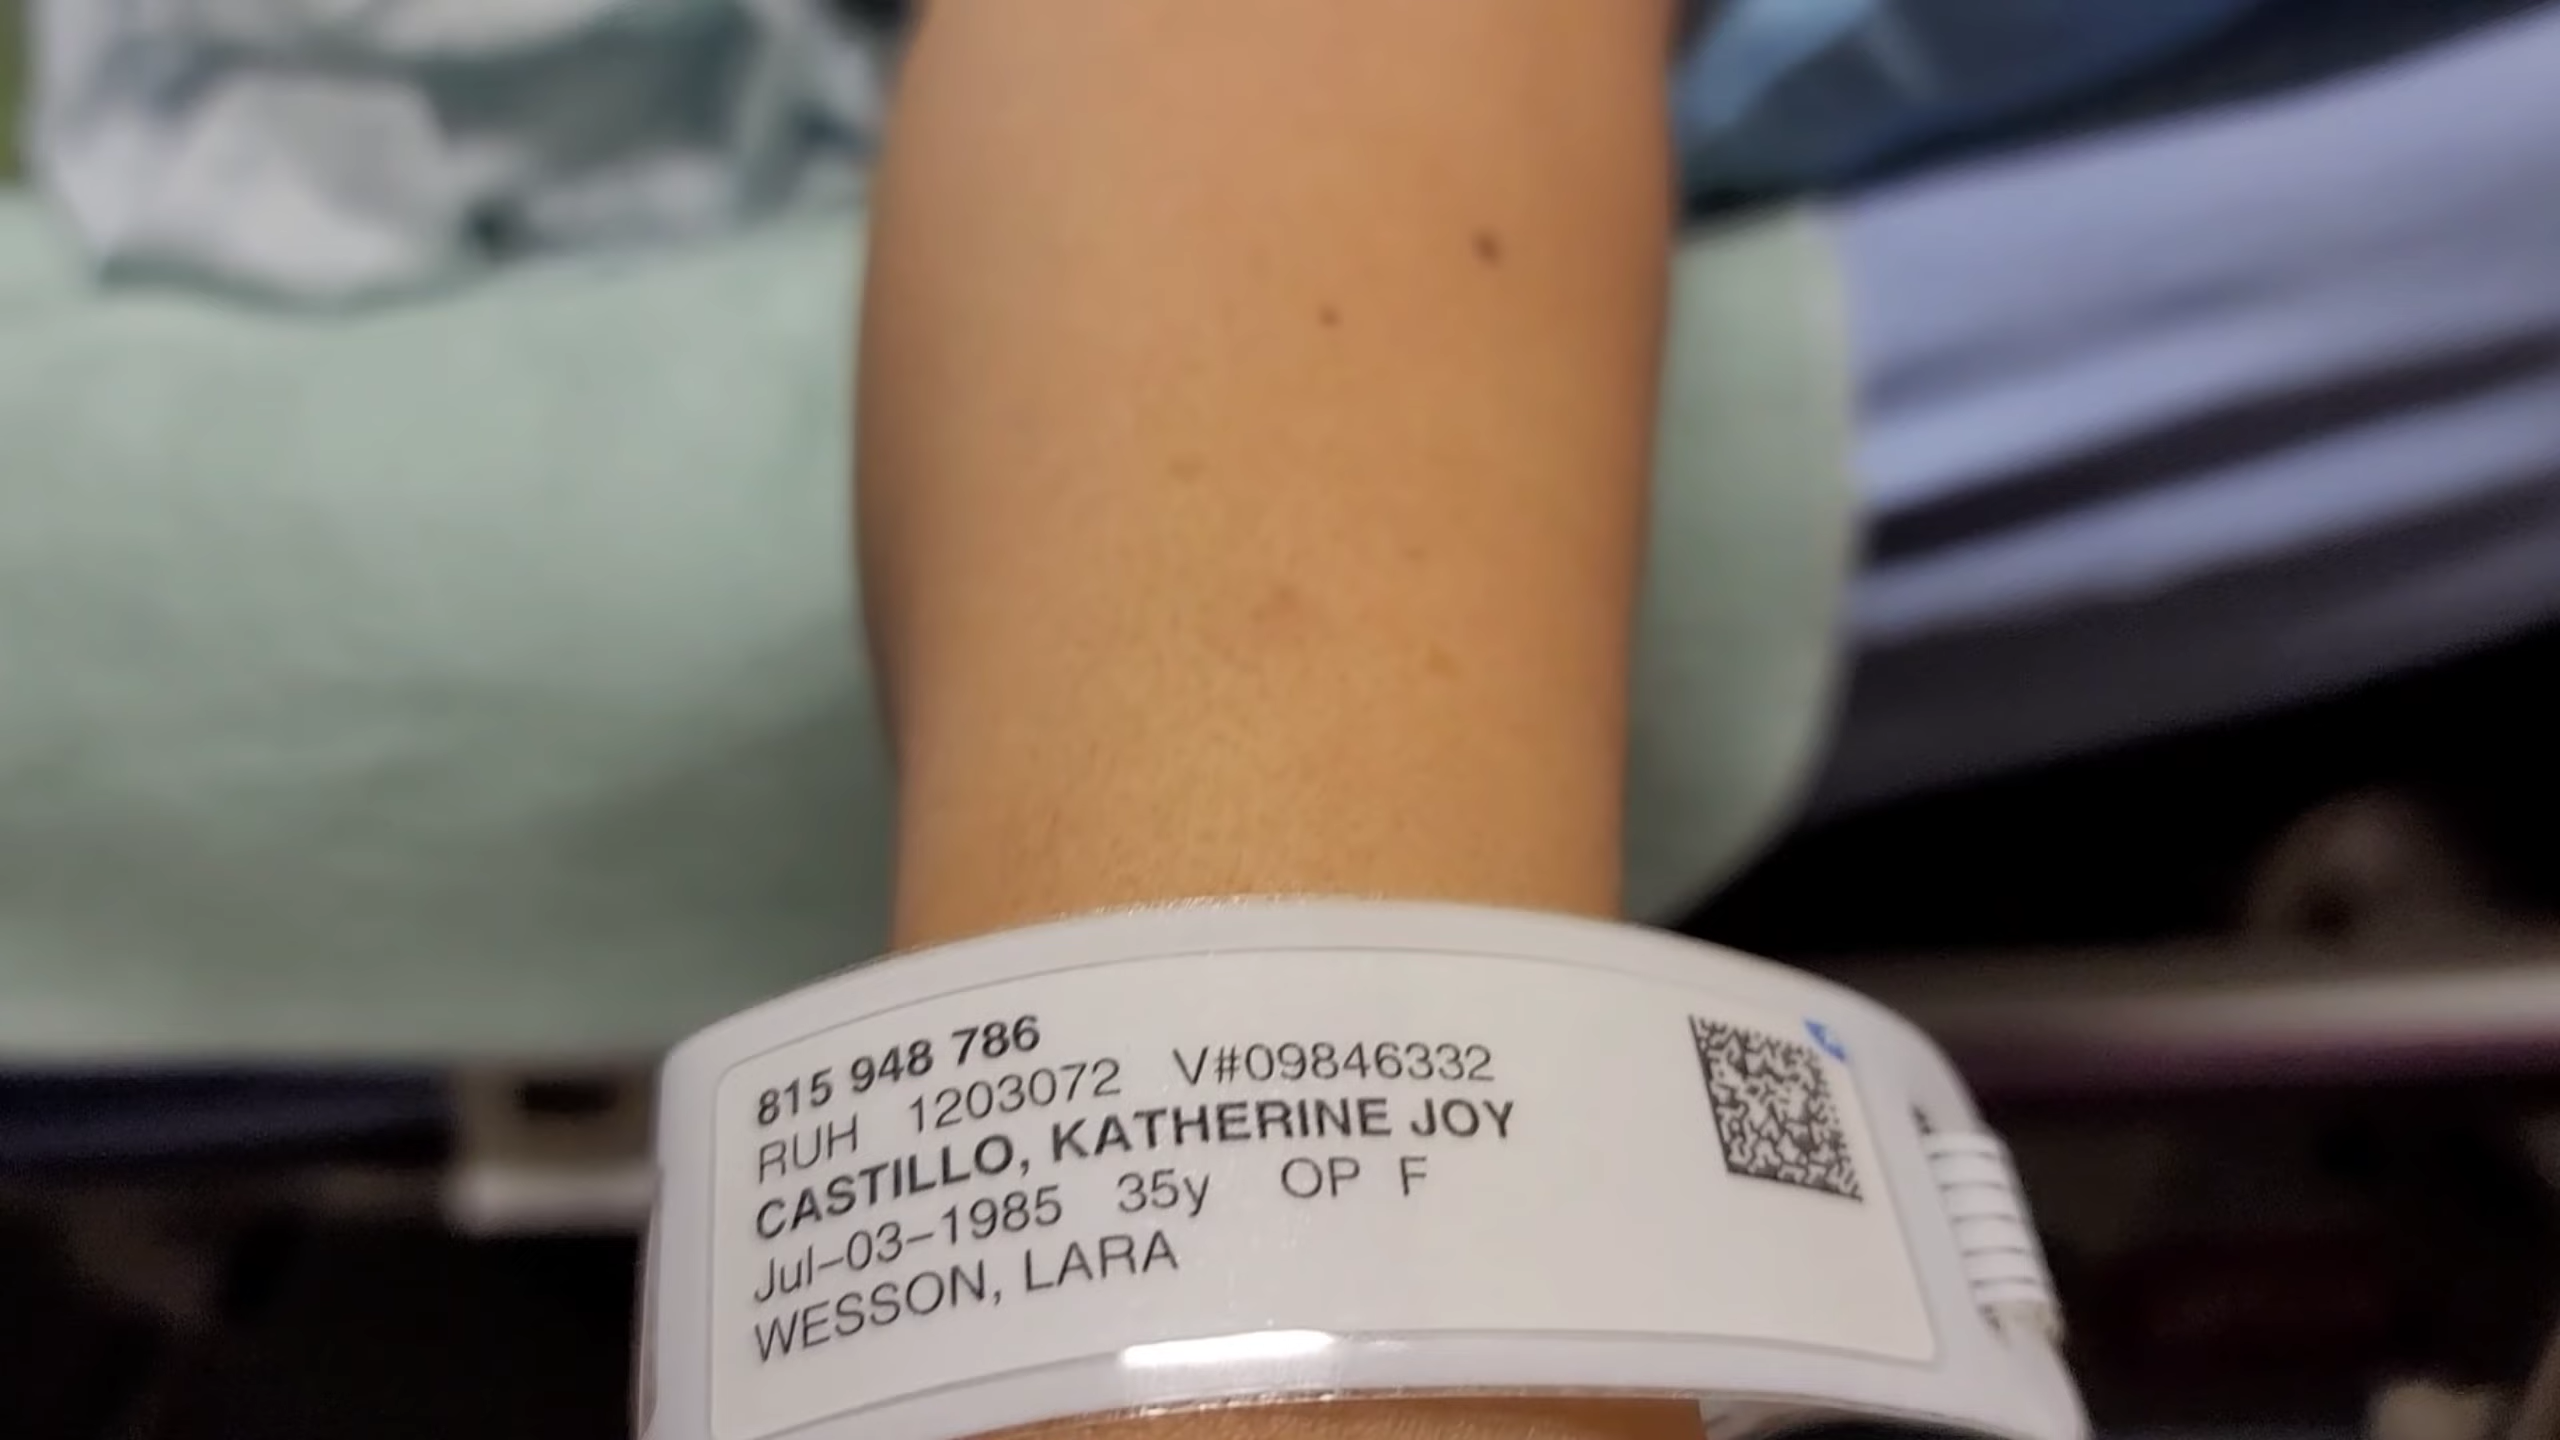 815 948 786
RUH 1203072 V#09846332
CASTILLO, KATHERINE JOY
Jul-03-1985 35y OP F
WESSON, LARA